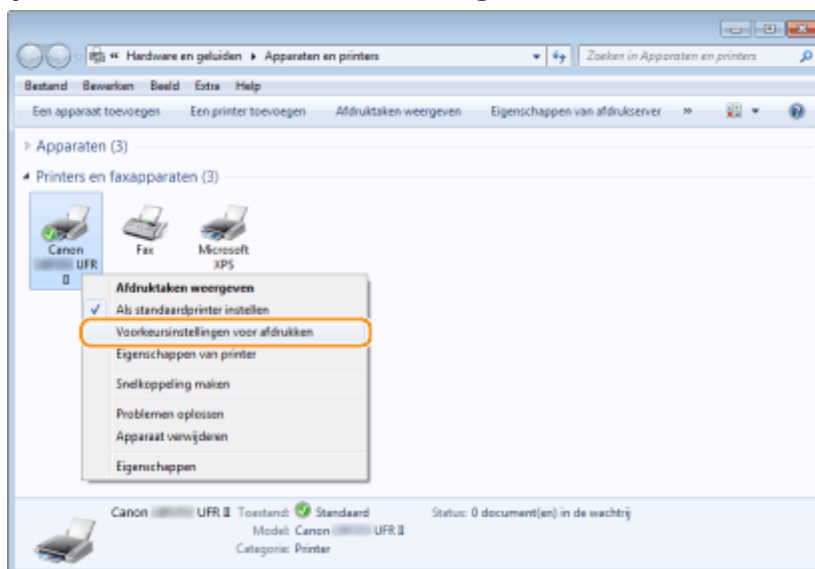 « Hardware en geluiden ▸ Apparaten en printers
Zoeken in Apparaten en printers
Bestand Bewerken Beeld Extra Help
Een apparaat toevoegen Een printer toevoegen Afdruktaken weergeven Eigenschappen van afdrukserver »
Apparaten (3)
Printers en faxapparaten (3)
Canon Fax Microsoft
UFR XPS
II
Afdruktaken weergeven
Als standaardprinter instellen
Voorkeursinstellingen voor afdrukken
Eigenschappen van printer
Snelkoppeling maken
Problemen oplossen
Apparaat verwijderen
Eigenschappen
Canon UFR II Toestand: Standaard Status: 0 document(en) in de wachtrij
Model: Canon UFR II
Categorie: Printer